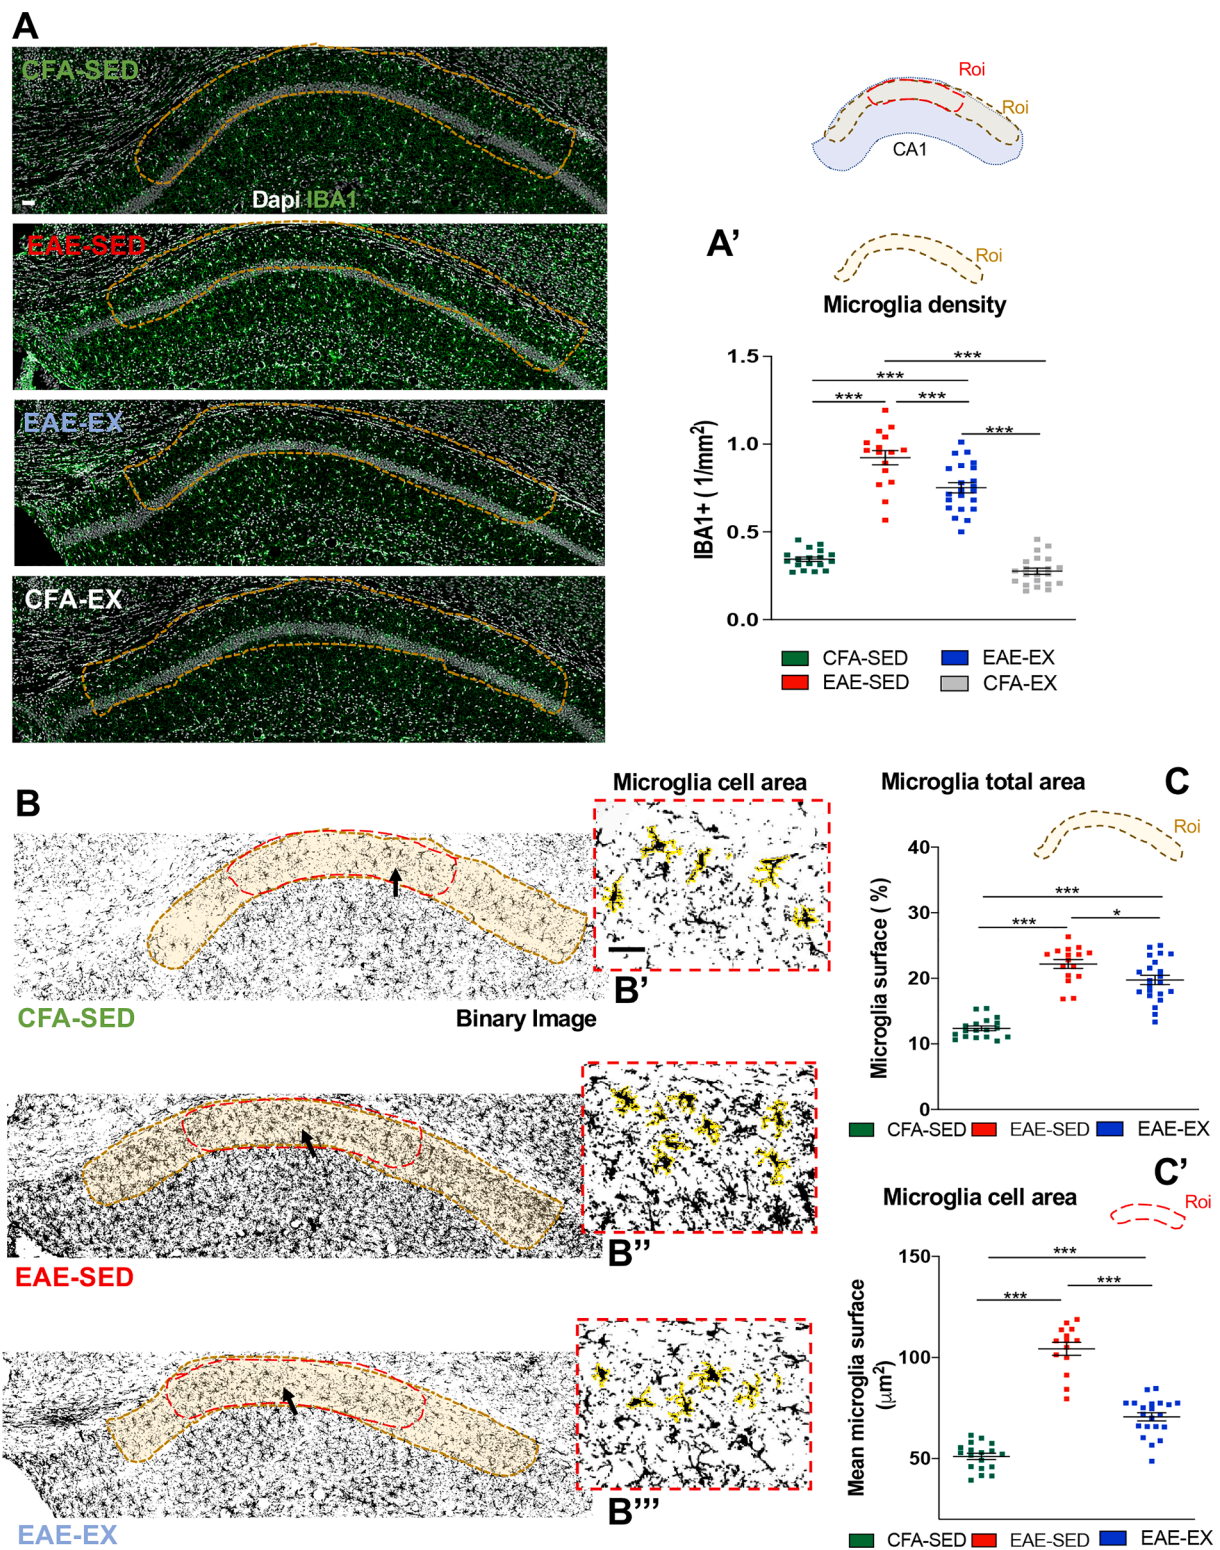 A
CFA-SED
Dapi IBA1
EAE-SED
EAE-EX
CFA-EX
Roi
Roi
CA1
A’
Roi
Microglia density
IBA1+ ( 1/mm2)
1.5
1.0
0.5
0.0
***
***
*** ***
***
CFA-SED EAE-EX
EAE-SED CFA-EX
B
CFA-SED
Binary Image
Microglia cell area
B’
EAE-SED
B’’
EAE-EX
B’’’
Microglia total area
C
Roi
Microglia surface ( %)
40
30
20
10
0
***
*** *
CFA-SED EAE-SED EAE-EX
C’
Microglia cell area
Roi
Mean microglia surface
(µm2)
150
100
50
***
***
***
CFA-SED EAE-SED EAE-EX